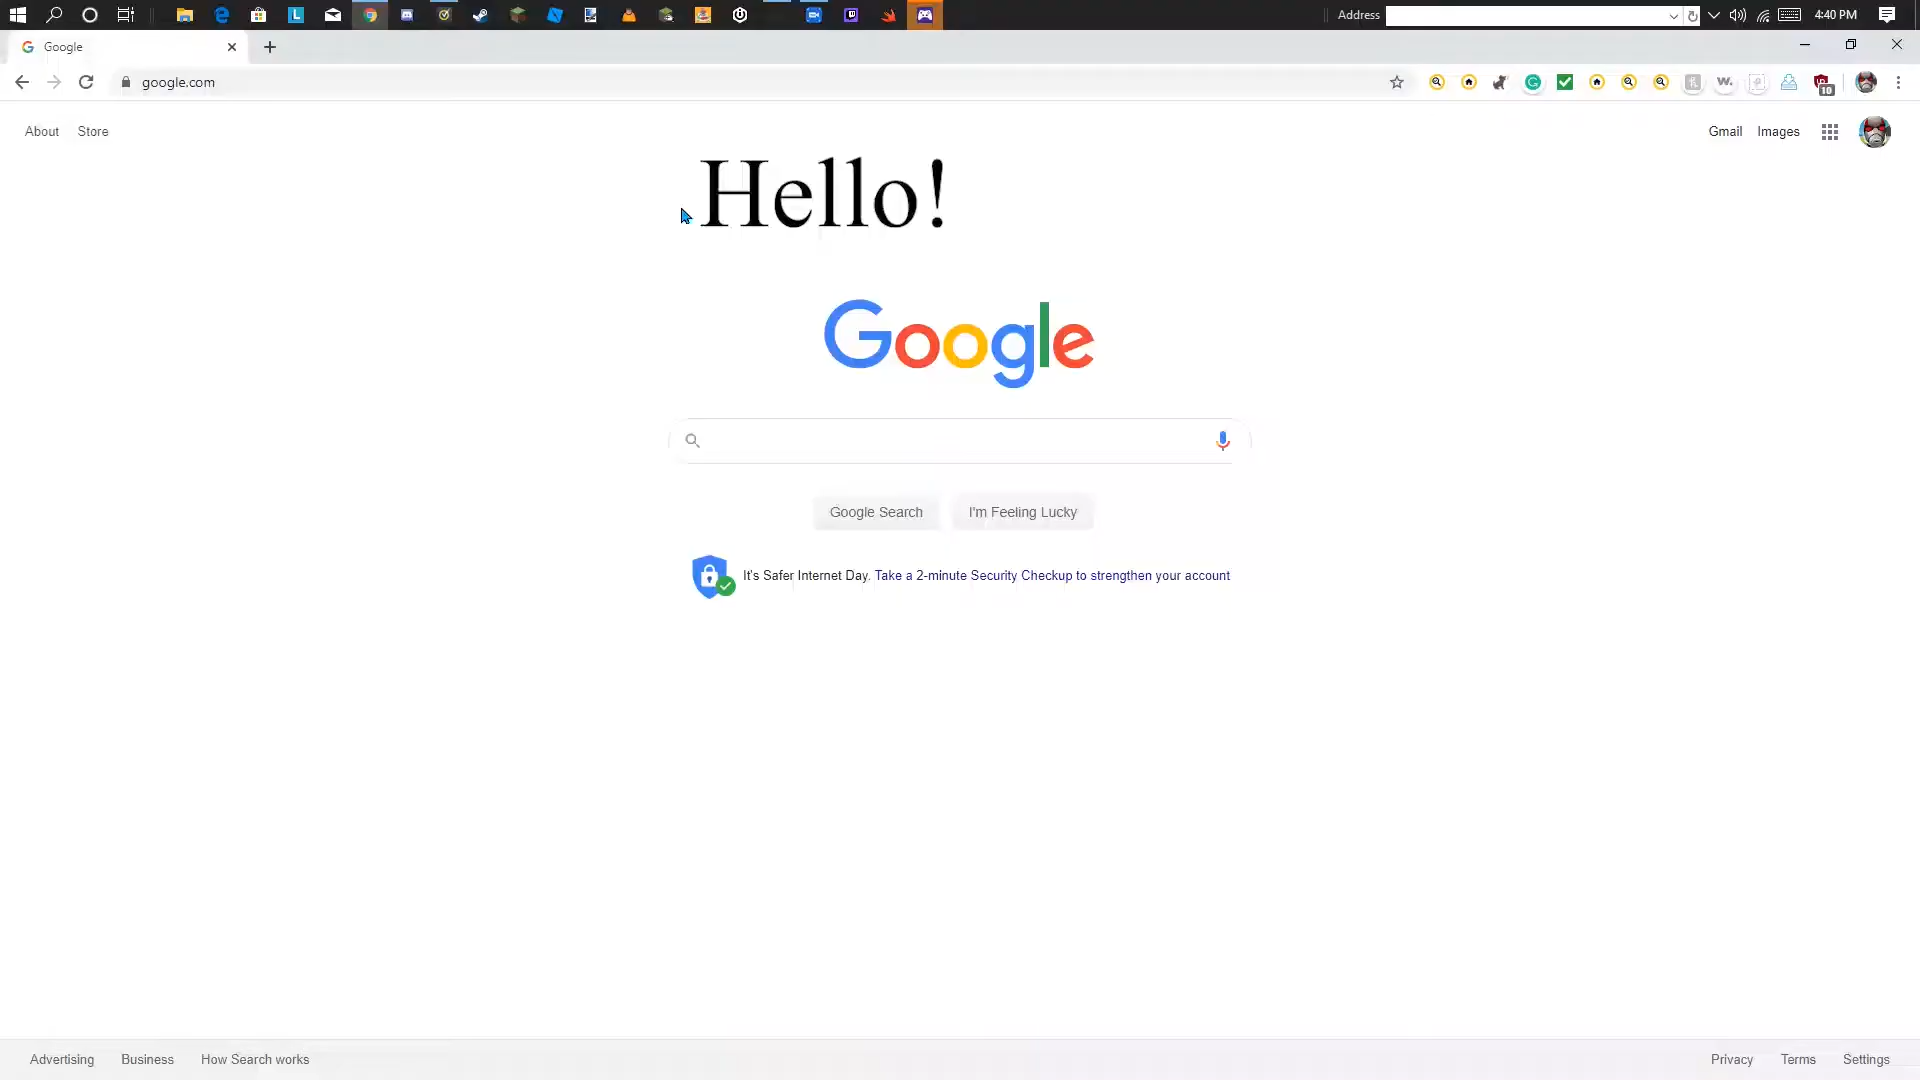 Address
4:40 PM
Google
google.com
10
About
Store
Gmail
Images
Hello!
Google
Google Search
I'm Feeling Lucky
It's Safer Internet Day. Take a 2-minute Security Checkup to strengthen your account
Advertising
Business
How Search works
Privacy
Terms
Settings